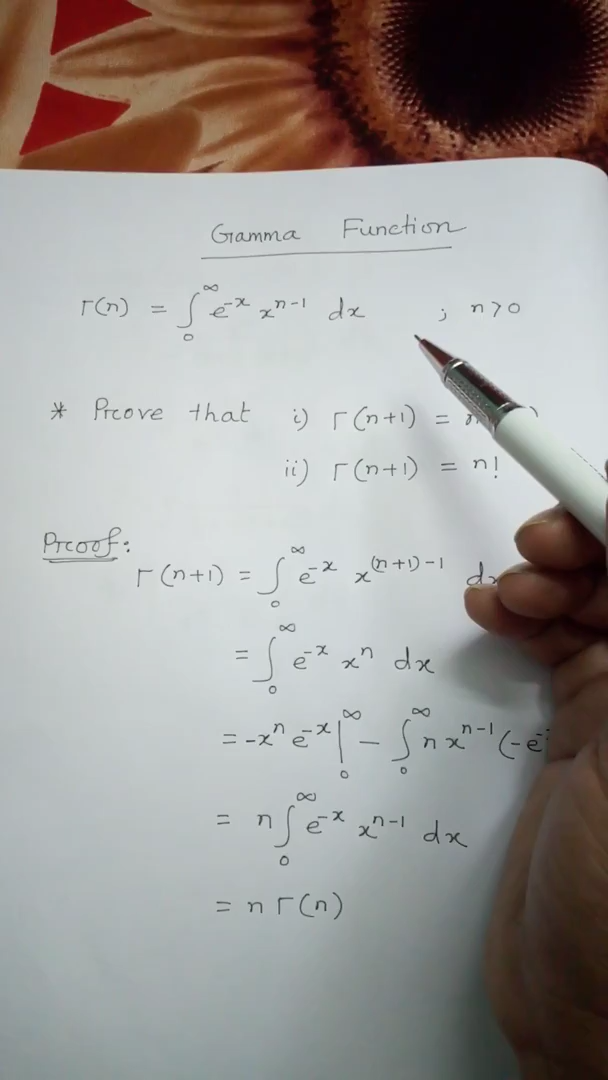 Gamma Function
Γ(n) = ∫₀^∞ e^-x x^n-1 dx ; n>0
* Prove that i) Γ(n+1) =
ii) Γ(n+1) = n!
Proof:
Γ(n+1) = ∫₀^∞ e^-x x^(n+1)-1
= ∫₀^∞ e^-x x^n dx
= -x^n e^-x |₀^∞ - ∫₀^∞ n x^n-1 (-e^-
= n ∫₀^∞ e^-x x^n-1 dx
= n Γ(n)